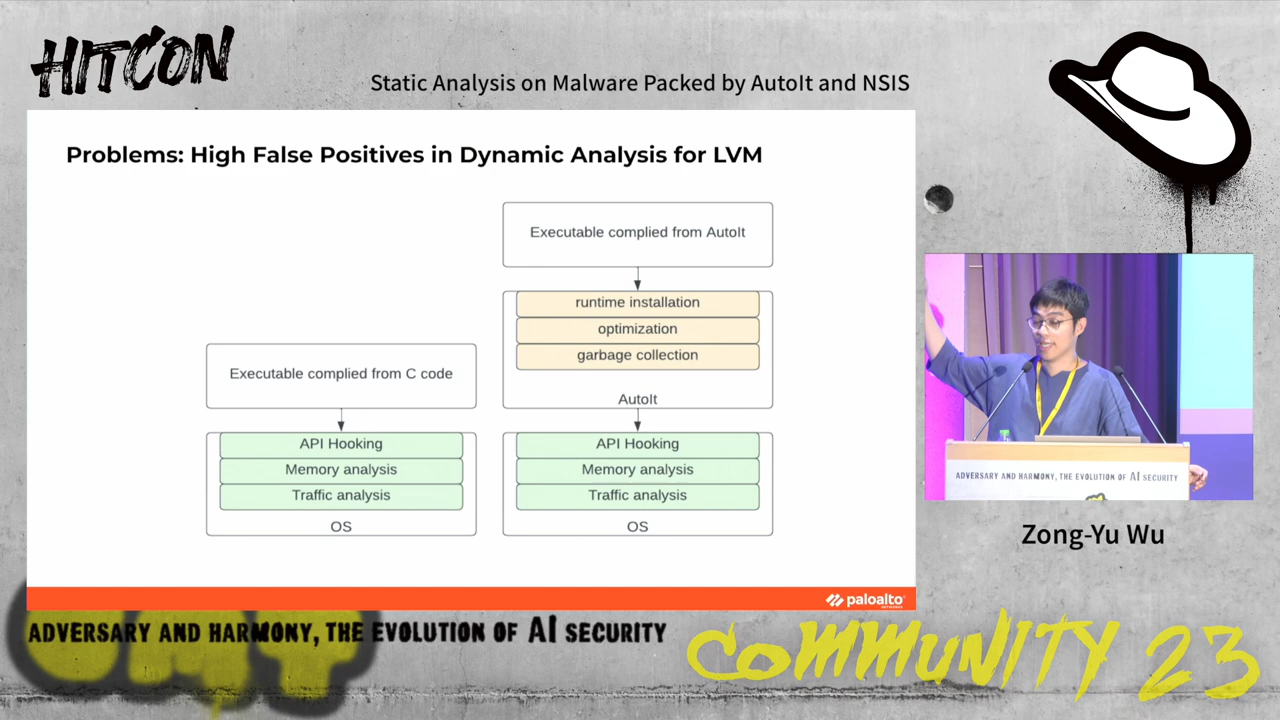 HITCON
Static Analysis on Malware Packed by AutoIt and NSIS
Problems: High False Positives in Dynamic Analysis for LVM
Executable complied from AutoIt
runtime installation
optimization
garbage collection
AutoIt
Executable complied from C code
API Hooking
Memory analysis
Traffic analysis
OS
API Hooking
Memory analysis
Traffic analysis
OS
paloalto
NETWORKS
ADVERSARY AND HARMONY, THE EVOLUTION OF AI SECURITY
Zong-Yu Wu
CMT
ADVERSARY AND HARMONY, THE EVOLUTION OF AI SECURITY
COMMUNITY 23